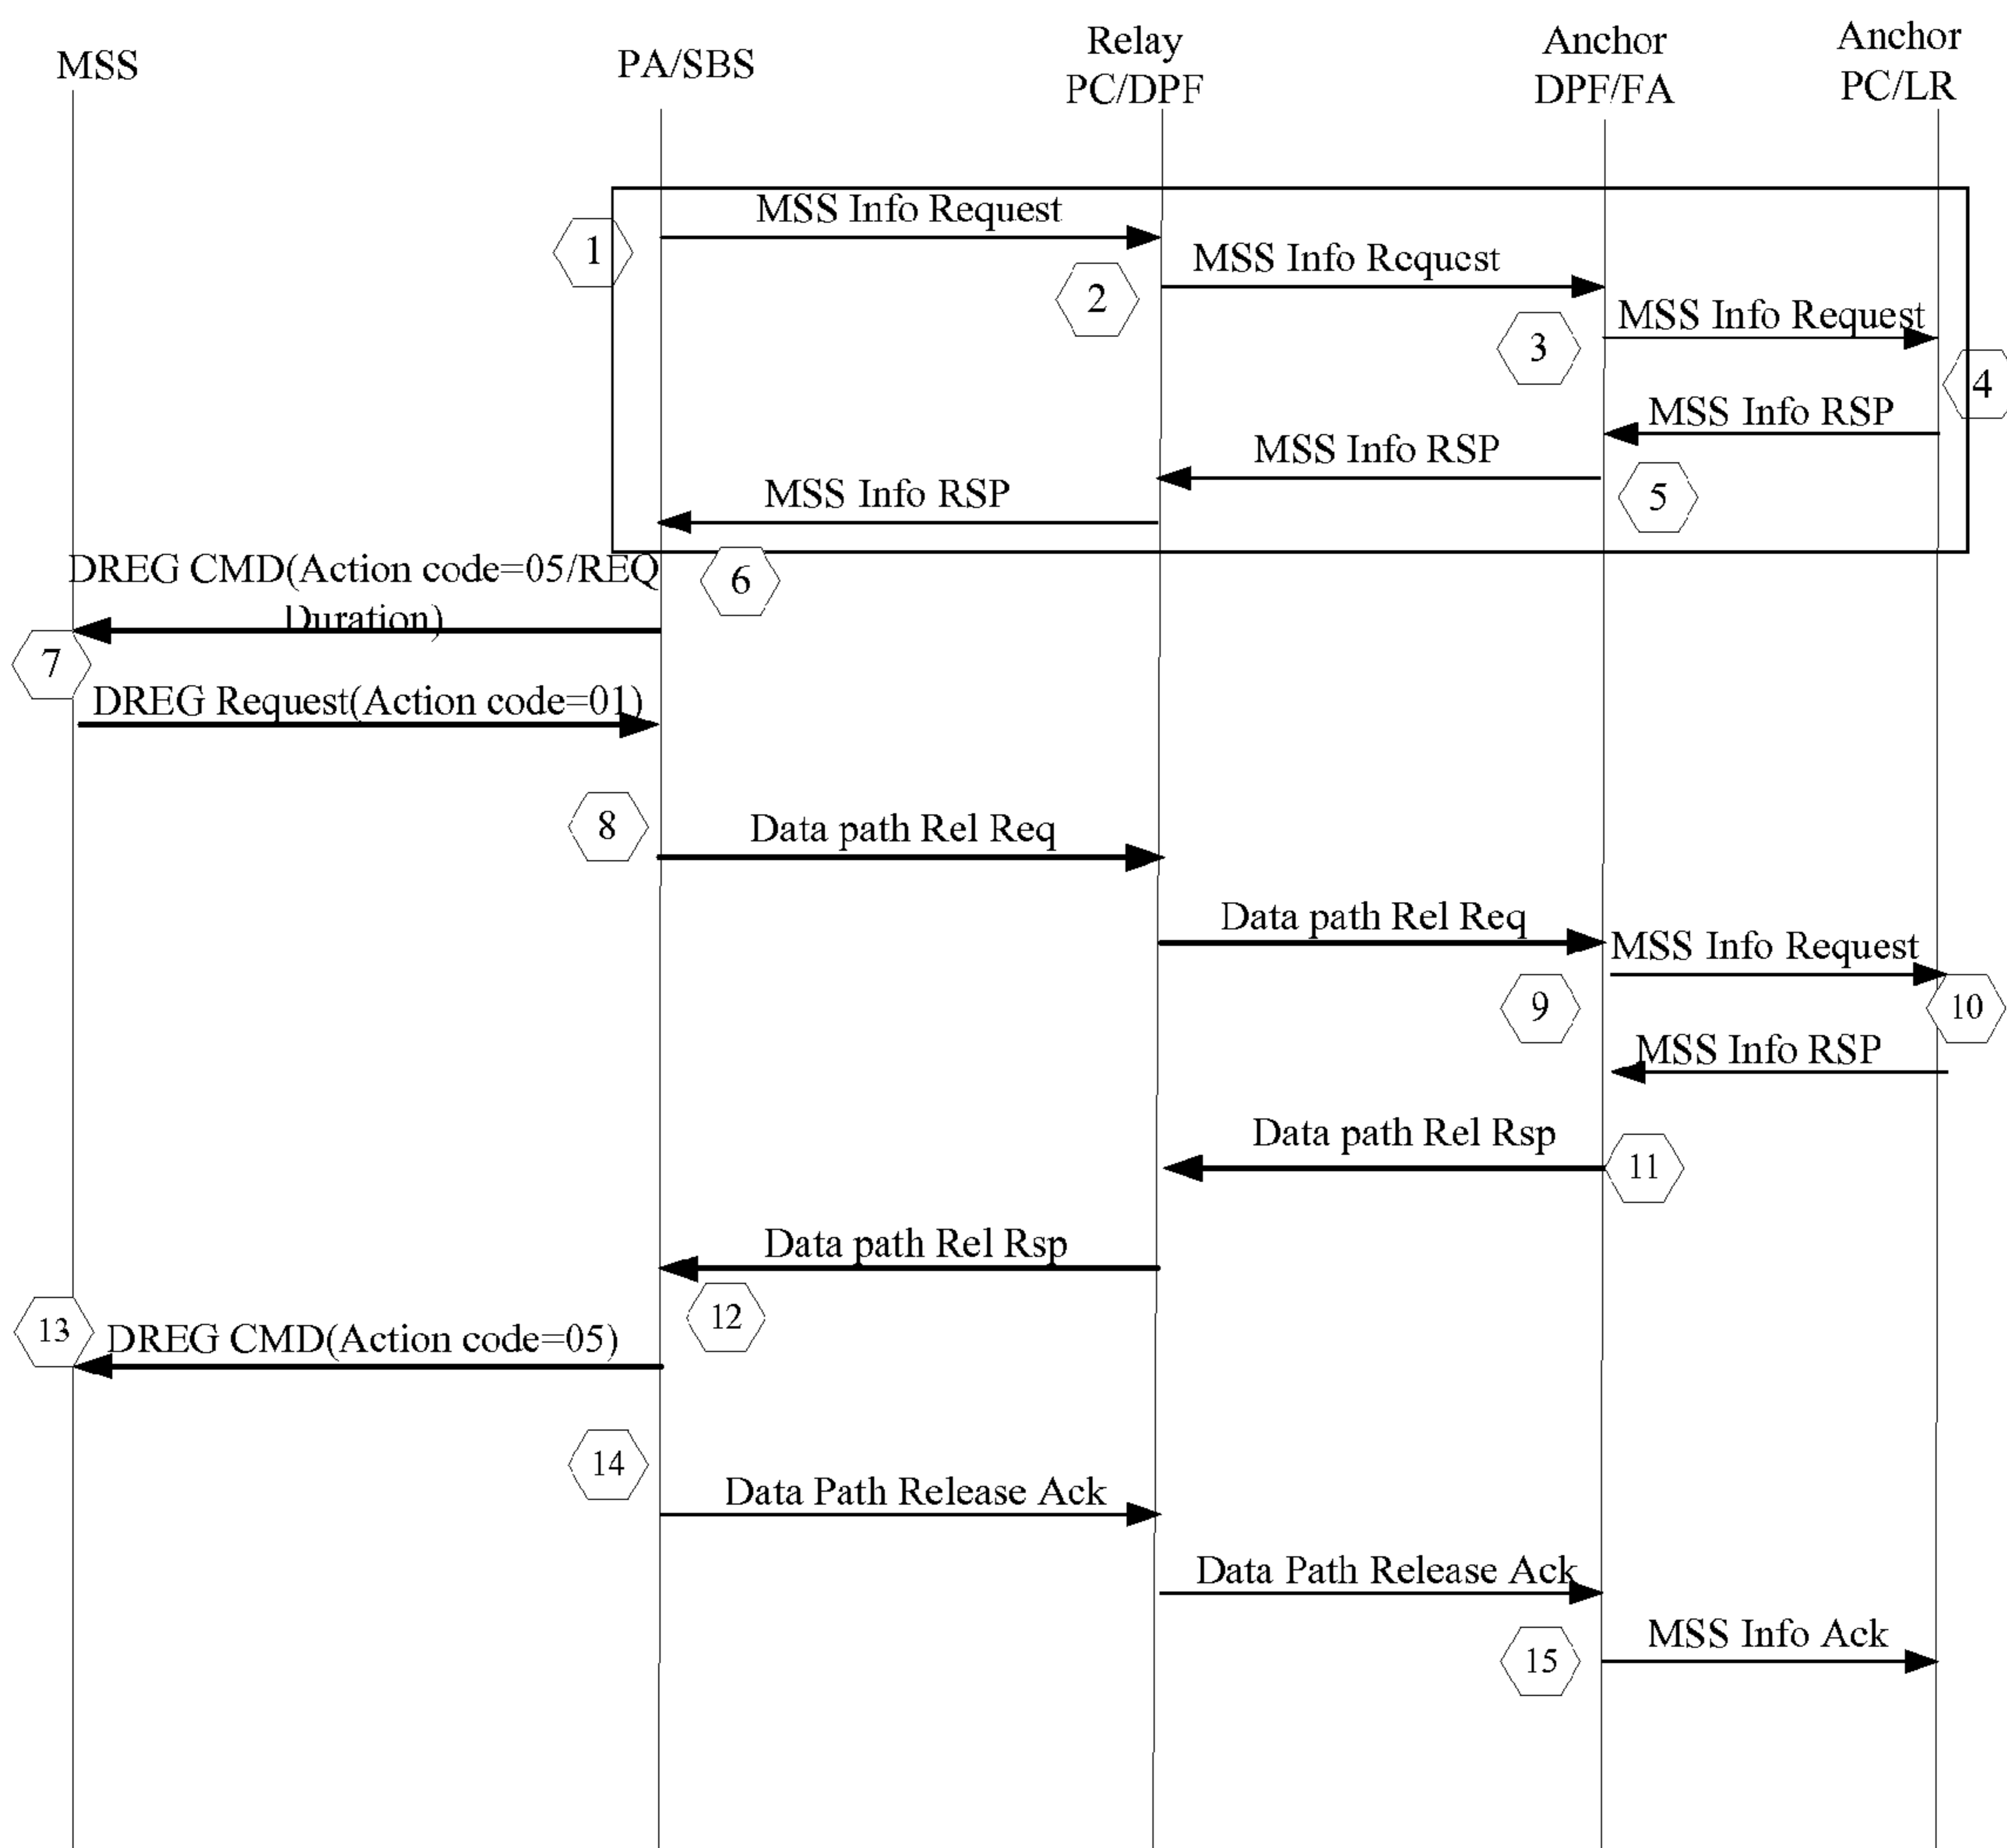 MSS
PA/SBS
Relay
PC/DPF
Anchor
DPF/FA
Anchor
PC/LR
MSS Info Request
1
MSS Info Request
2
MSS Info Request
3
4
MSS Info RSP
MSS Info RSP
5
MSS Info RSP
6
DREG CMD(Action code=05/REQ
Duration)
7
DREG Request(Action code=01)
8
Data path Rel Req
Data path Rel Req
MSS Info Request
9
10
MSS Info RSP
Data path Rel Rsp
11
Data path Rel Rsp
12
13
DREG CMD(Action code=05)
14
Data Path Release Ack
Data Path Release Ack
MSS Info Ack
15